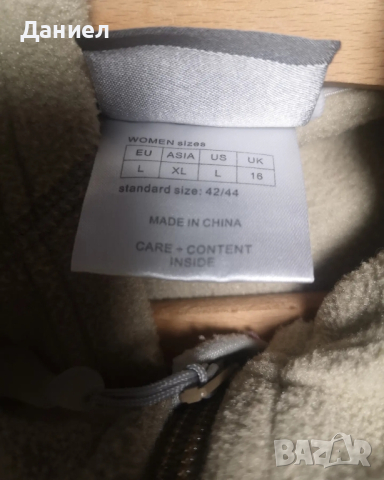 Даниел
WOMEN sizes
EU ASIA US UK
L XL L 16
standard size: 42/44
MADE IN CHINA
CARE + CONTENT
INSIDE
BAZAR